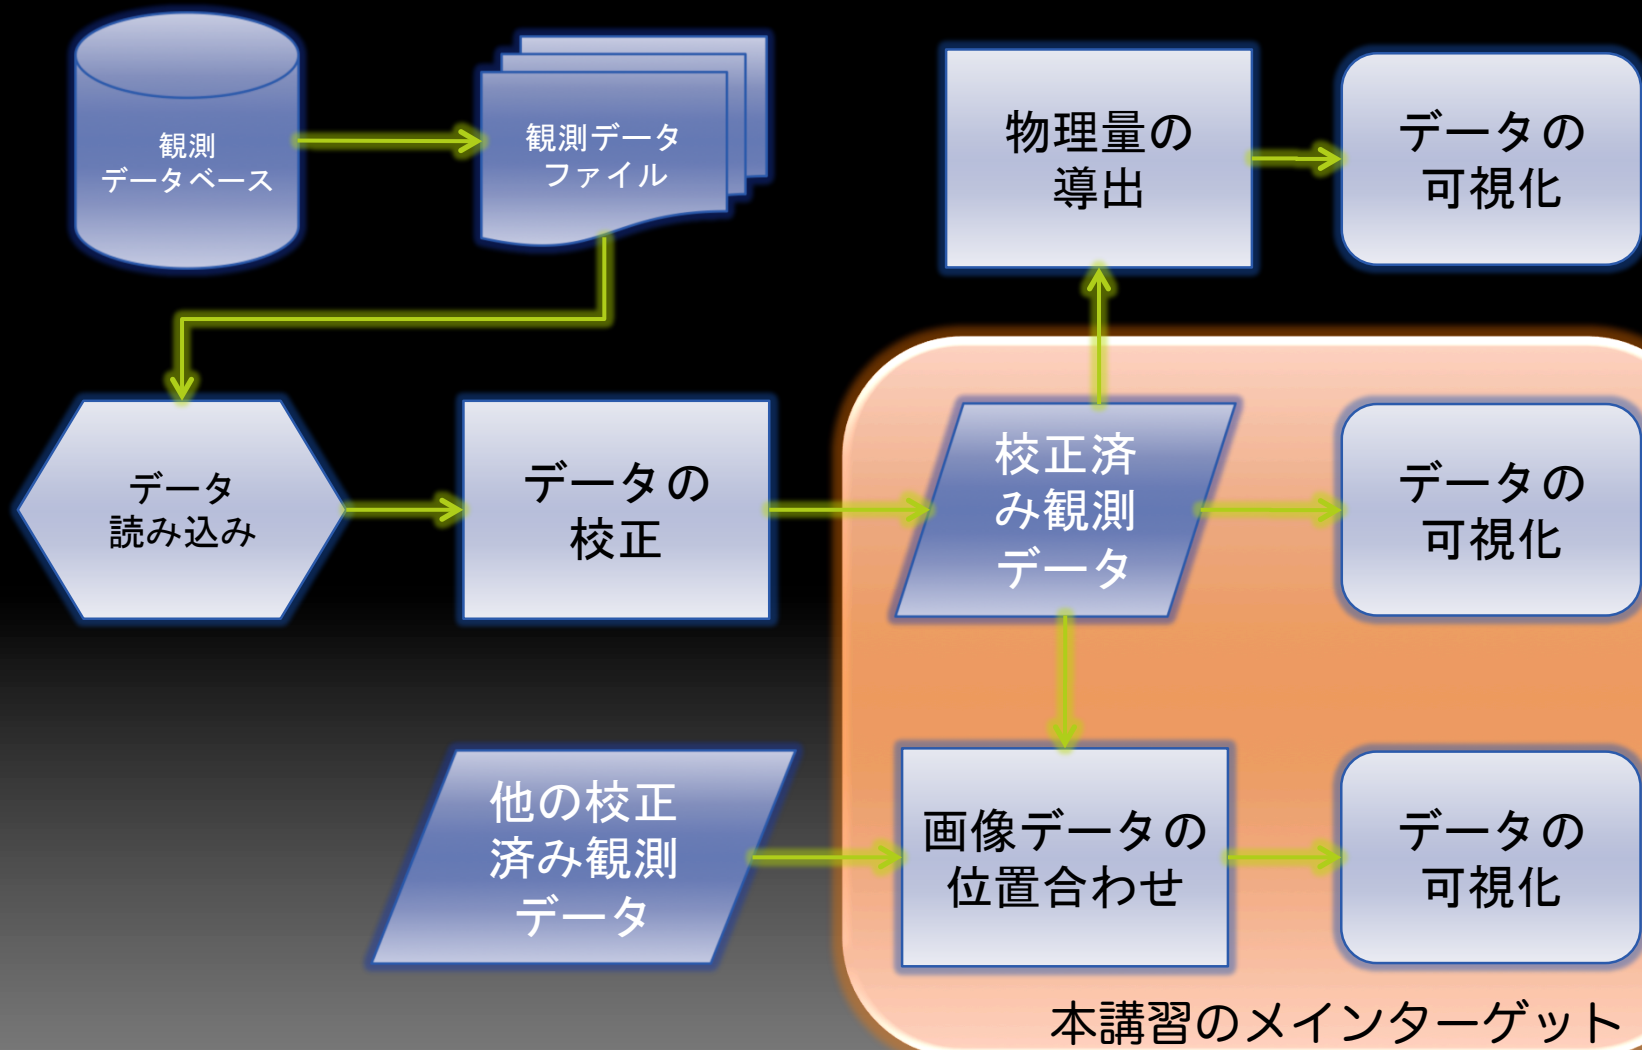 観測
データベース
観測データ
ファイル
物理量の
導出
データの
可視化
データ
読み込み
データの
校正
校正済
み観測
データ
データの
可視化
他の校正
済み観測
データ
画像データの
位置合わせ
データの
可視化
本講習のメインターゲット